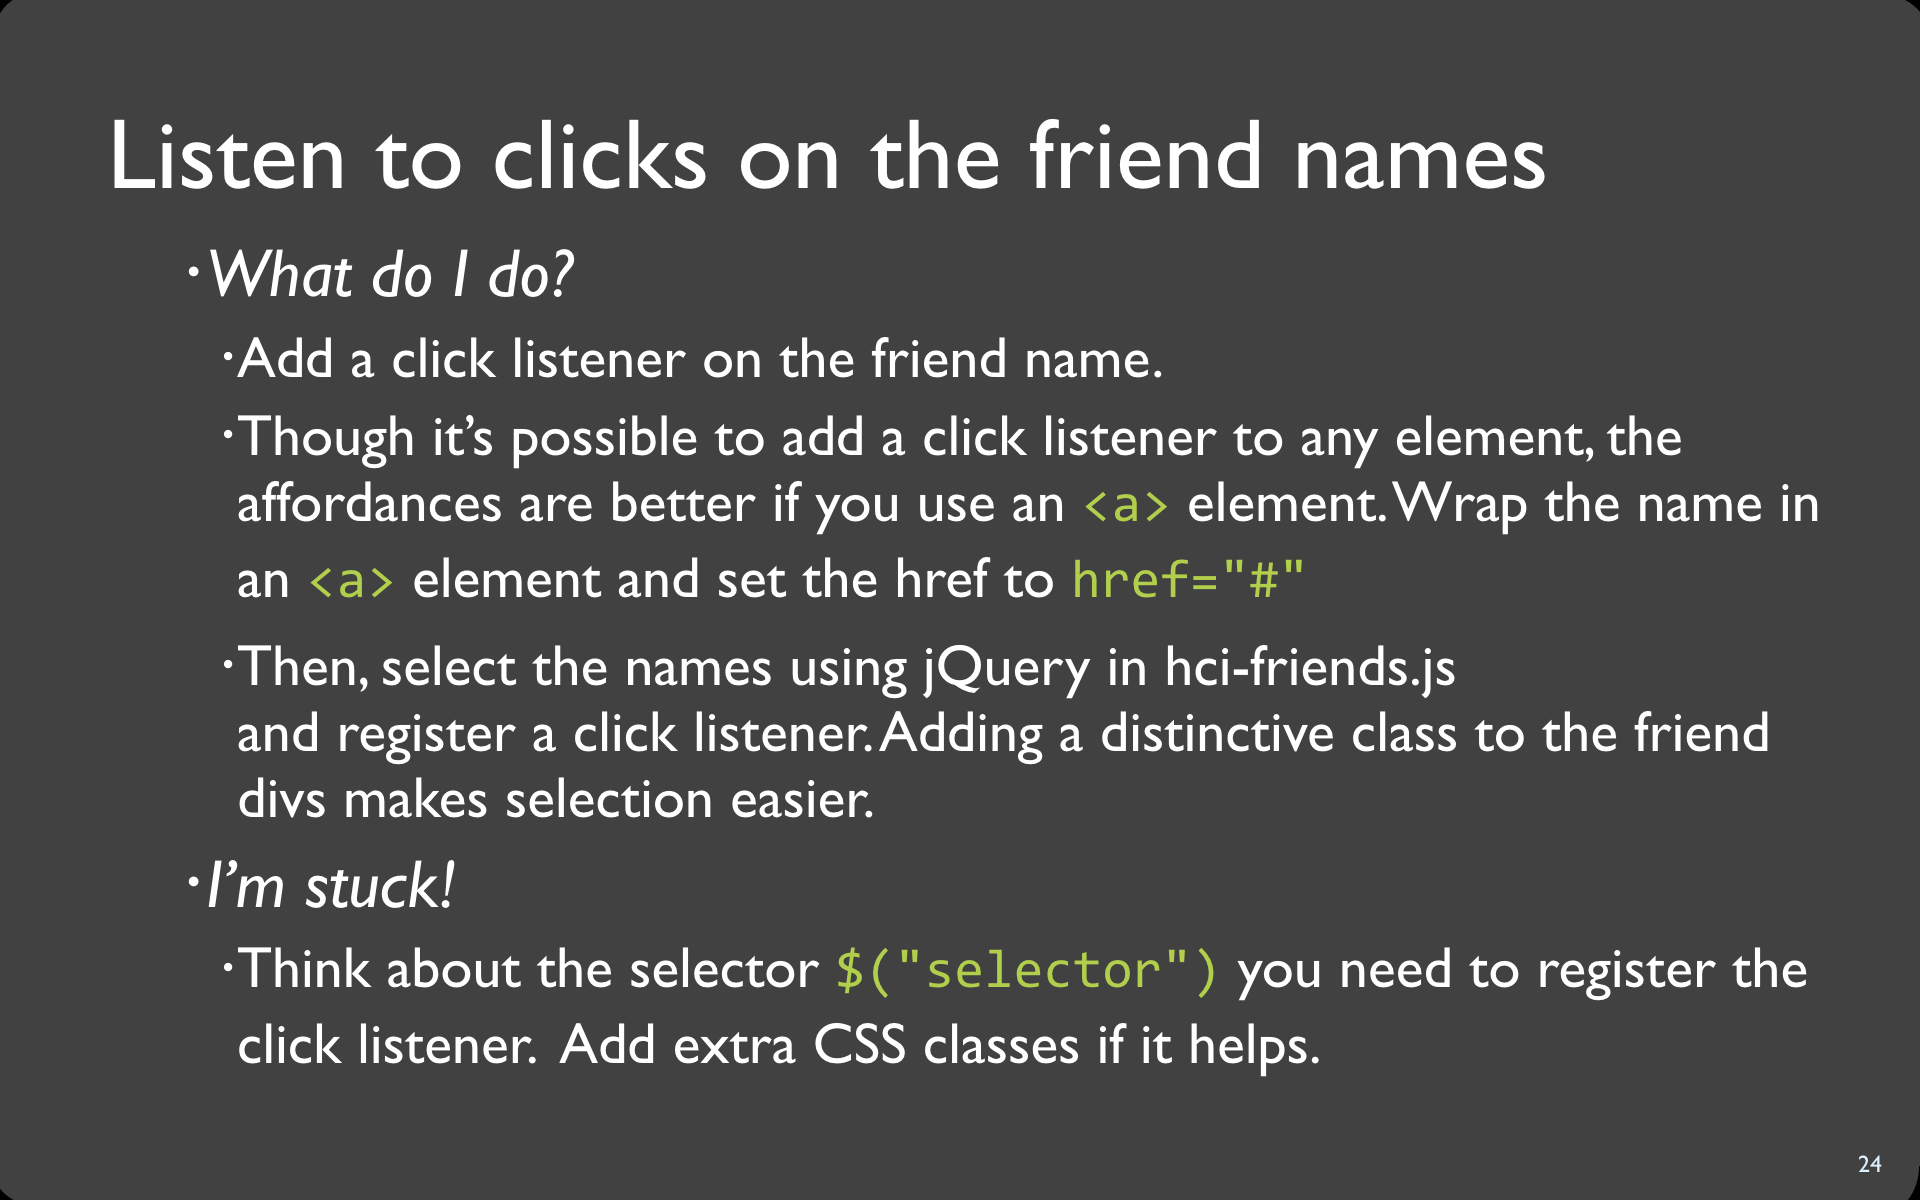 Listen to clicks on the friend names
•What do I do?
•Add a click listener on the friend name.
•Though it’s possible to add a click listener to any element, the
affordances are better if you use an <a> element. Wrap the name in
an <a> element and set the href to href="#"
•Then, select the names using jQuery in hci-friends.js
and register a click listener. Adding a distinctive class to the friend
divs makes selection easier.
•I’m stuck!
•Think about the selector $("selector") you need to register the
click listener.  Add extra CSS classes if it helps.
24